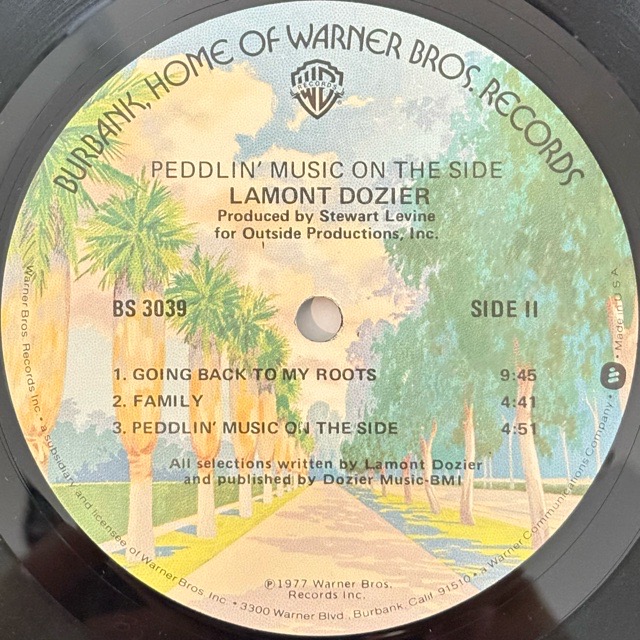 BURBANK, HOME OF WARNER BROS. RECORDS
WB
RECORDS
PEDDLIN' MUSIC ON THE SIDE
LAMONT DOZIER
Produced by Stewart Levine
for Outside Productions, Inc.
BS 3039
SIDE II
1. GOING BACK TO MY ROOTS 9:45
2. FAMILY 4:41
3. PEDDLIN' MUSIC ON THE SIDE 4:51
All selections written by Lamont Dozier
and published by Dozier Music-BMI
℗1977 Warner Bros.
Records Inc.
Warner Bros. Records Inc. • a subsidiary and licensee of Warner Bros. Inc. • 3300 Warner Blvd., Burbank, Calif. 91510 • a Warner Communications Company. • Made in U.S.A.